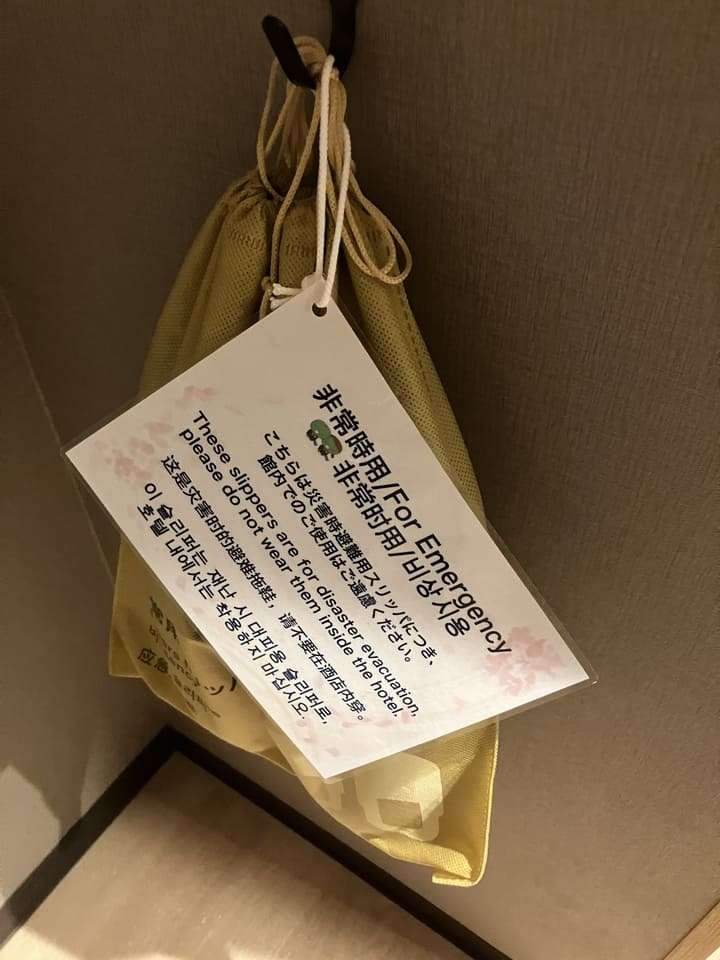 非常時用/For Emergency
非常时用/비상시용
こちらは災害時避難用スリッパにつき、
館内でのご使用はご遠慮ください。
These slippers are for disaster evacuation,
please do not wear them inside the hotel.
这是灾害时的避难拖鞋，请不要在酒店内穿。
이 슬리퍼는 재난 시 대피용 슬리퍼로,
호텔 내에서는 착용하지 마십시오.